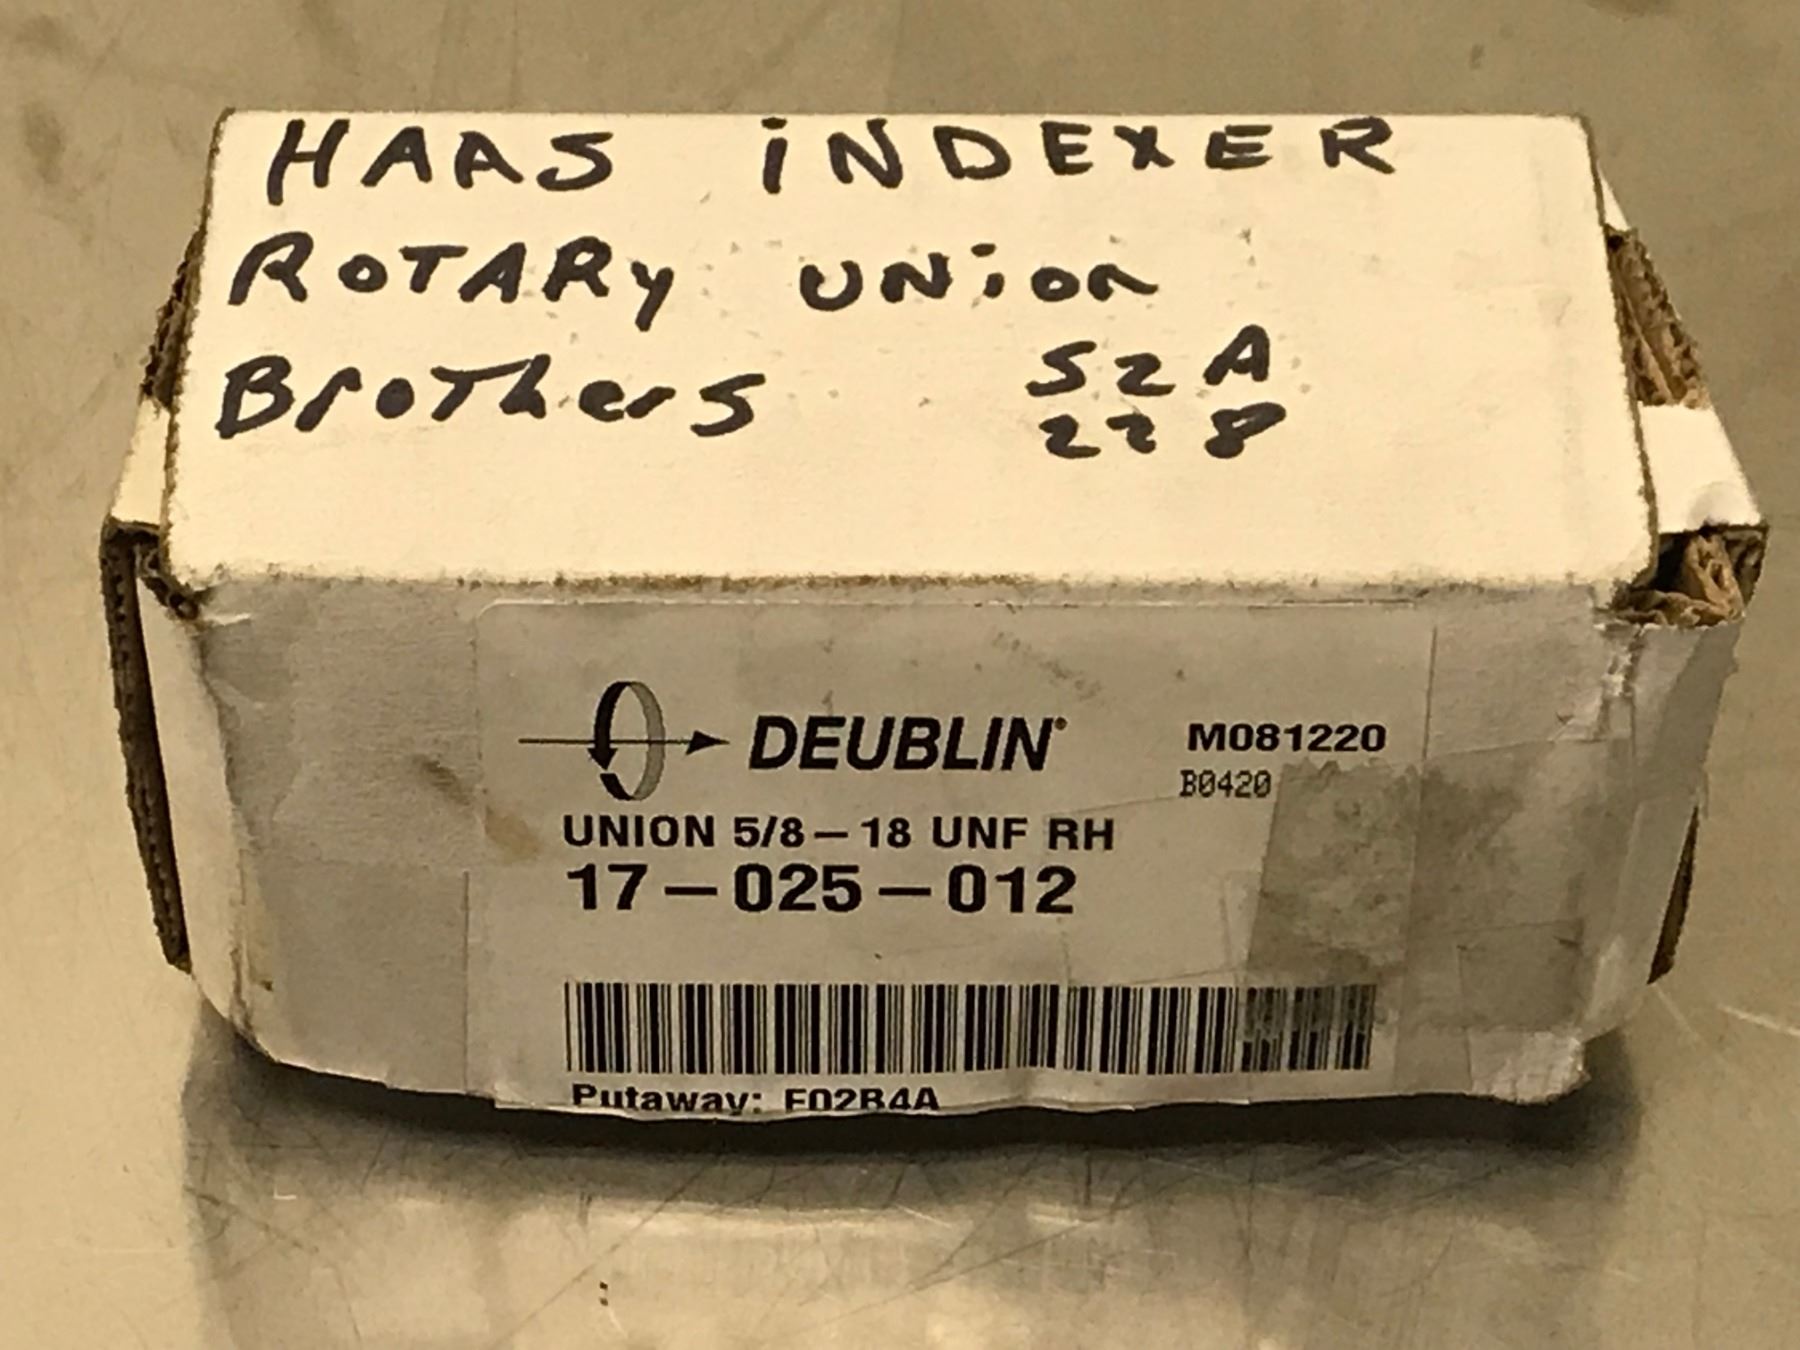 HAAS iNDEXER
ROTARy UNion
BroThers S2A
228
DEUBLIN®
M081220
B0420
UNION 5/8-18 UNF RH
17-025-012
Putaway: F02B4A